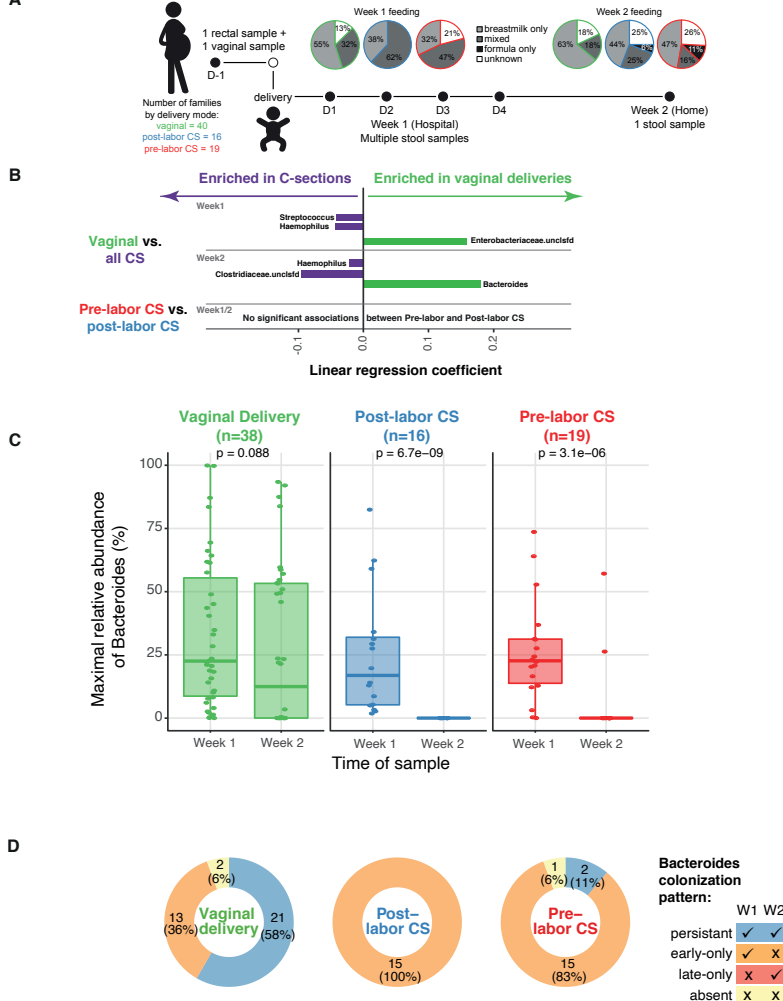 A
1 rectal sample +
1 vaginal sample
D-1
delivery
Number of families
by delivery mode:
vaginal = 40
post-labor CS = 16
pre-labor CS = 19
Week 1 feeding
13%
32%
55%
38%
62%
21%
32%
47%
breastmilk only
mixed
formula only
unknown
Week 2 feeding
18%
18%
63%
25%
44%
6%
25%
26%
47%
11%
16%
D1
D2
D3
D4
Week 1 (Hospital)
Multiple stool samples
Week 2 (Home)
1 stool sample
B
Enriched in C-sections
Enriched in vaginal deliveries
Week1
Streptococcus
Haemophilus
Enterobacteriaceae.unclsfd
Vaginal vs.
all CS
Week2
Haemophilus
Clostridiaceae.unclsfd
Bacteroides
Pre-labor CS vs.
post-labor CS
Week1/2
No significant associations between Pre-labor and Post-labor CS
-0.1
0.0
0.1
0.2
Linear regression coefficient
C
Vaginal Delivery
(n=38)
p = 0.088
Post-labor CS
(n=16)
p = 6.7e-09
Pre-labor CS
(n=19)
p = 3.1e-06
Maximal relative abundance
of Bacteroides (%)
100
75
50
25
0
Week 1
Week 2
Week 1
Week 2
Week 1
Week 2
Time of sample
D
2
(6%)
13
(36%)
21
(58%)
Vaginal
delivery
Post–
labor CS
15
(100%)
1
(6%)
2
(11%)
Pre–
labor CS
15
(83%)
Bacteroides
colonization
pattern:
W1 W2
persistant ✓ ✓
early-only ✓ x
late-only x ✓
absent x x